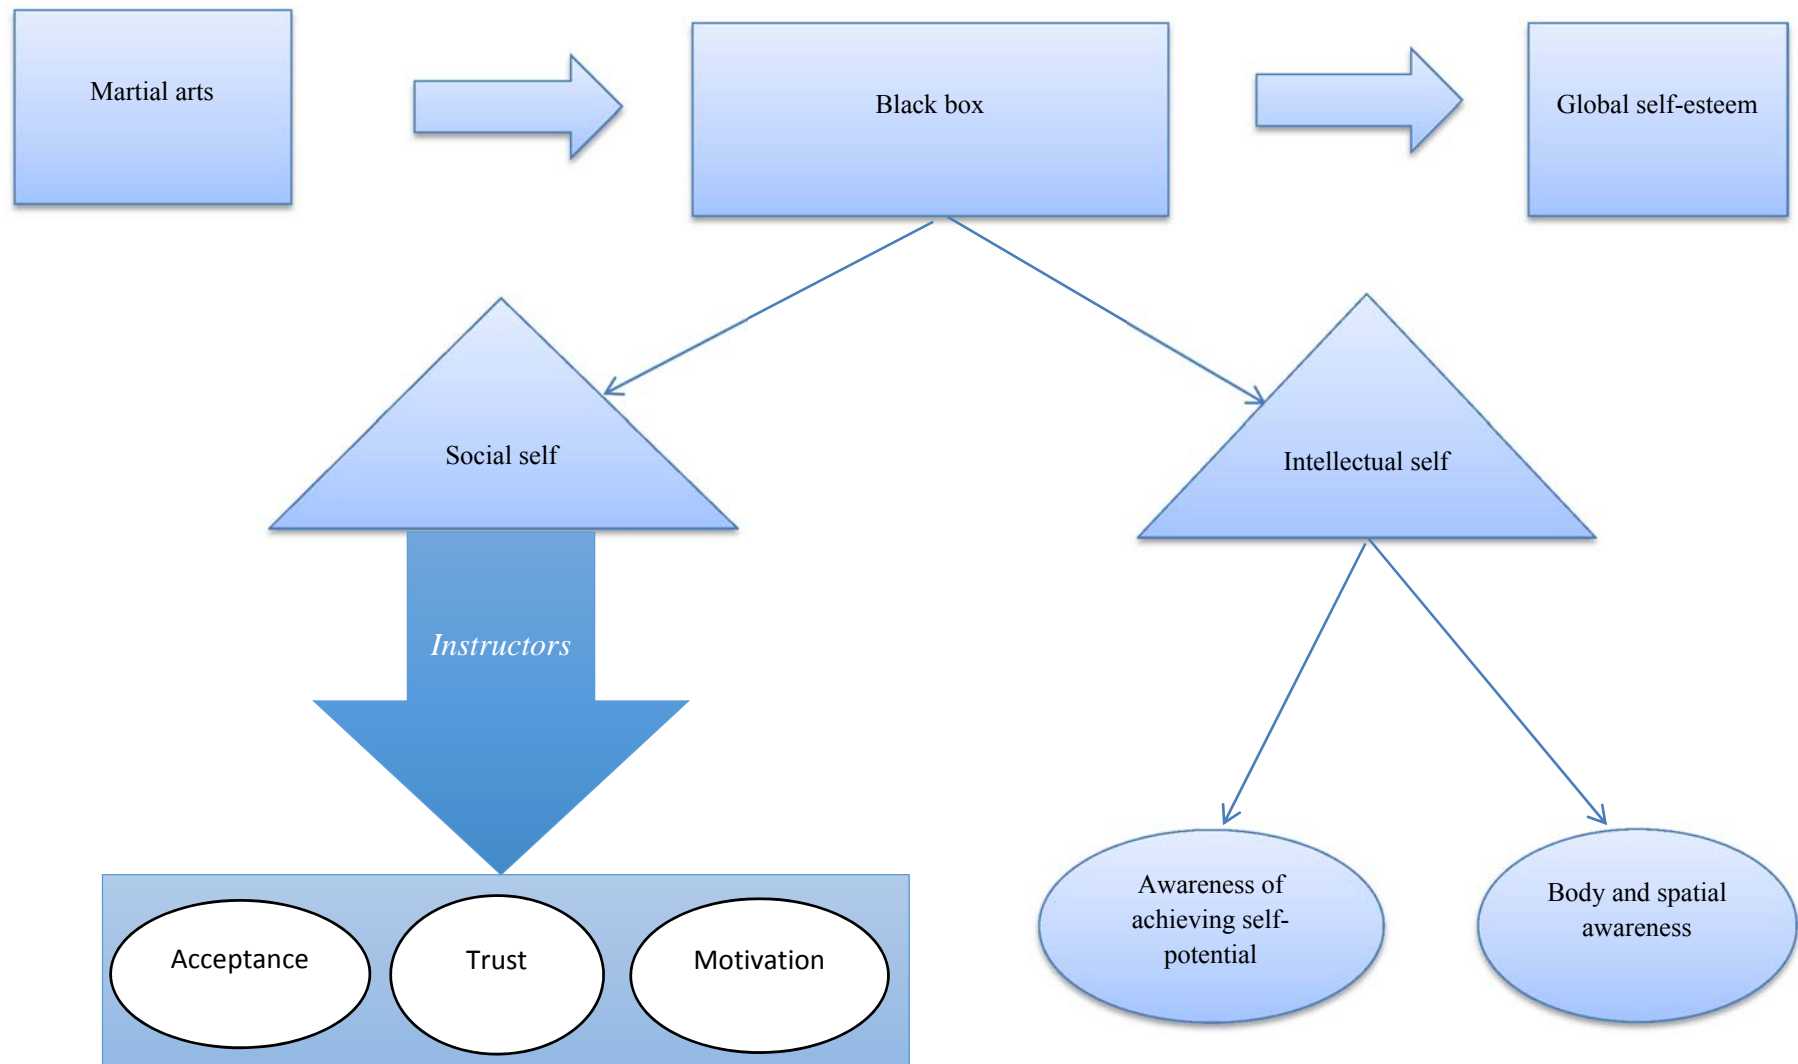 Martial arts
Black box
Global self-esteem
Social self
Intellectual self
Instructors
Awareness of
achieving self-
potential
Body and spatial
awareness
Acceptance
Trust
Motivation